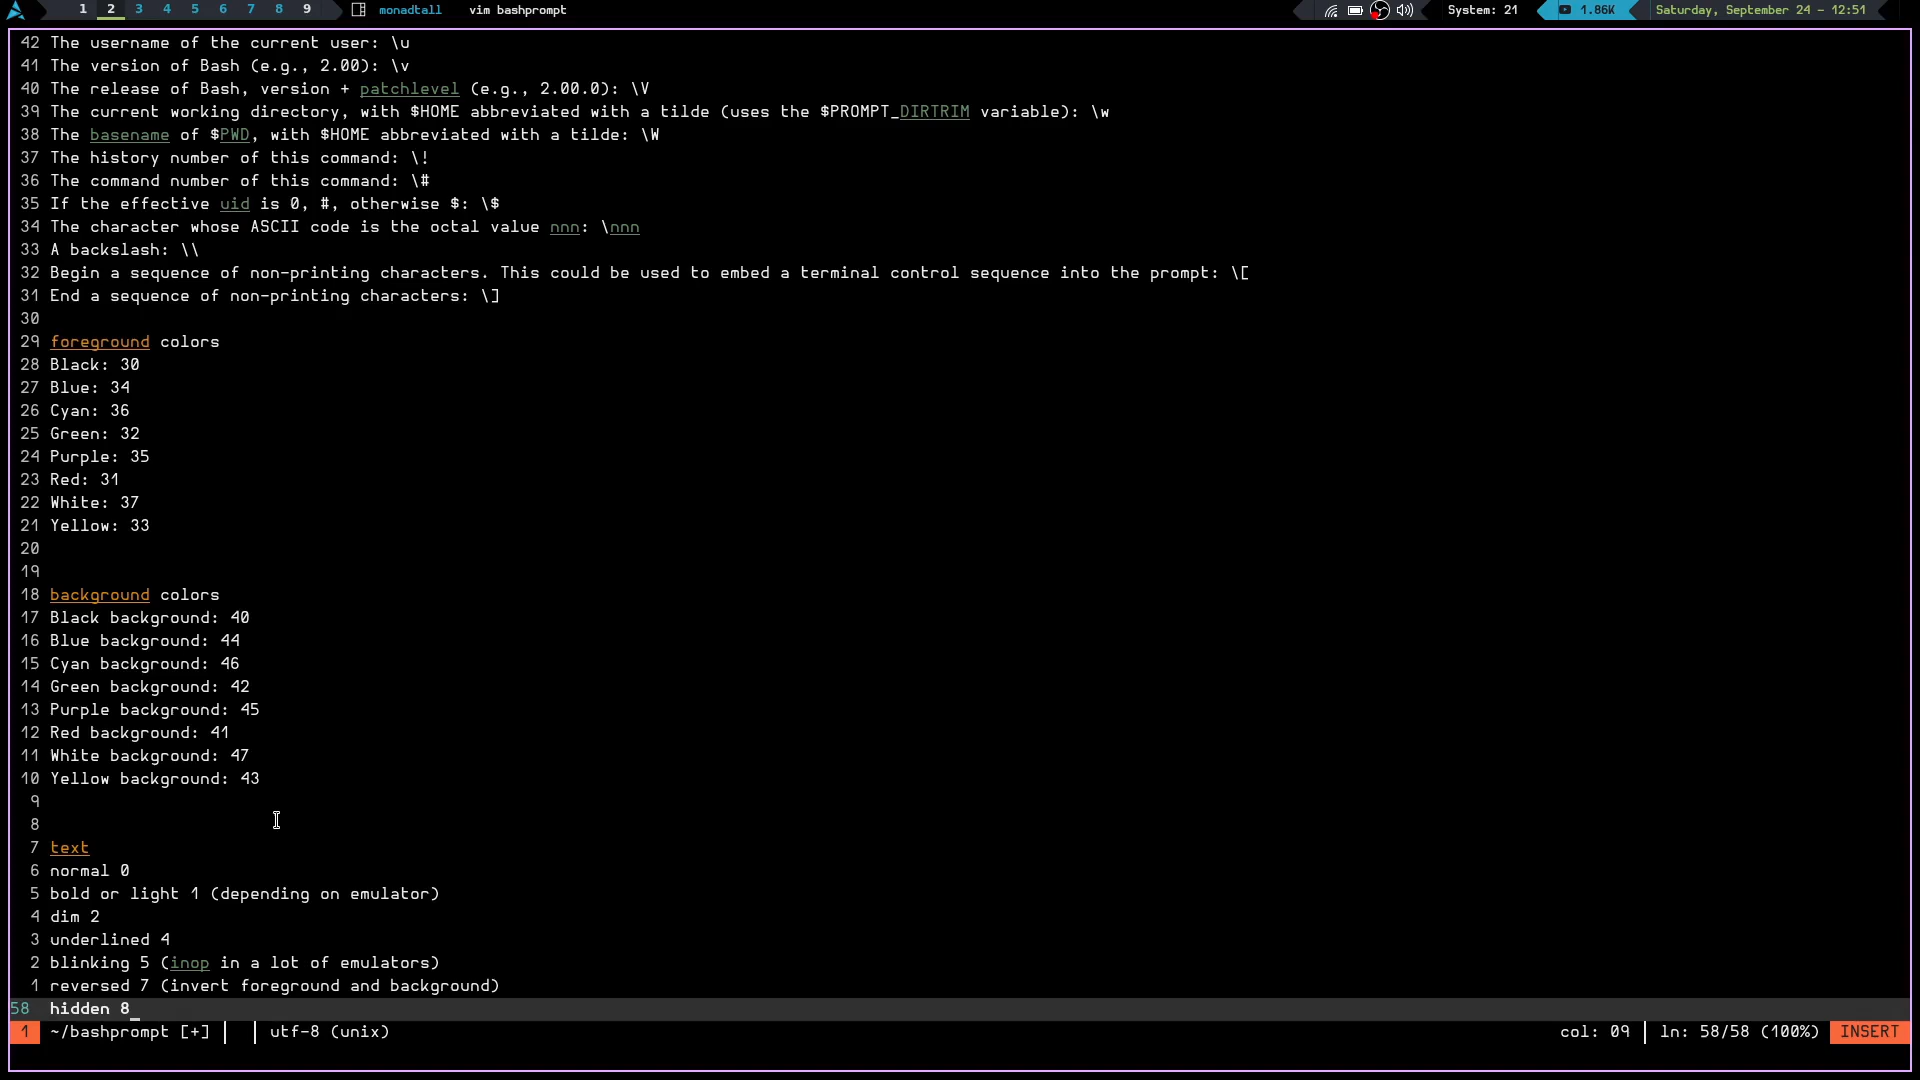 1 2 3 4 5 6 7 8 9 monadtall vim bashprompt System: 21 1.86K Saturday, September 24 - 12:51
42 The username of the current user: \u
41 The version of Bash (e.g., 2.00): \v
40 The release of Bash, version + patchlevel (e.g., 2.00.0): \V
39 The current working directory, with $HOME abbreviated with a tilde (uses the $PROMPT_DIRTRIM variable): \w
38 The basename of $PWD, with $HOME abbreviated with a tilde: \W
37 The history number of this command: \!
36 The command number of this command: \#
35 If the effective uid is 0, #, otherwise $: \$
34 The character whose ASCII code is the octal value nnn: \nnn
33 A backslash: \\
32 Begin a sequence of non-printing characters. This could be used to embed a terminal control sequence into the prompt: \[
31 End a sequence of non-printing characters: \]
30
29 foreground colors
28 Black: 30
27 Blue: 34
26 Cyan: 36
25 Green: 32
24 Purple: 35
23 Red: 31
22 White: 37
21 Yellow: 33
20
19
18 background colors
17 Black background: 40
16 Blue background: 44
15 Cyan background: 46
14 Green background: 42
13 Purple background: 45
12 Red background: 41
11 White background: 47
10 Yellow background: 43
9
8
7 text
6 normal 0
5 bold or light 1 (depending on emulator)
4 dim 2
3 underlined 4
2 blinking 5 (inop in a lot of emulators)
1 reversed 7 (invert foreground and background)
58 hidden 8
1 ~/bashprompt [+] | | utf-8 (unix) col: 09 | ln: 58/58 (100%) INSERT